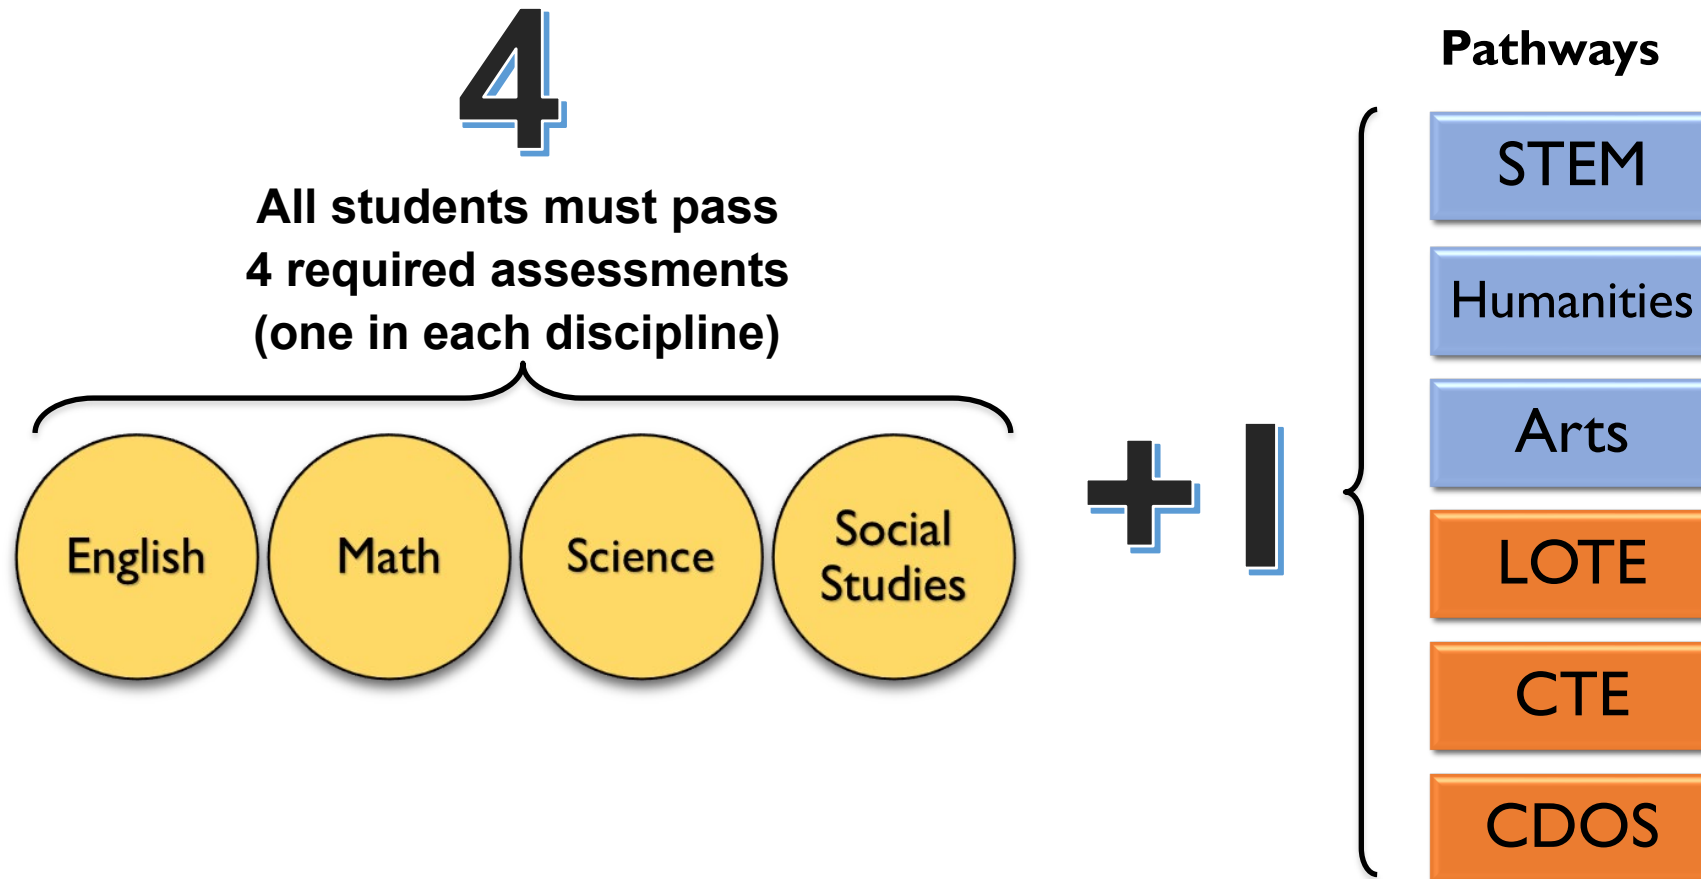 4
All students must pass
4 required assessments
(one in each discipline)
English
Math
Science
Social
Studies
+ 1
Pathways
STEM
Humanities
Arts
LOTE
CTE
CDOS